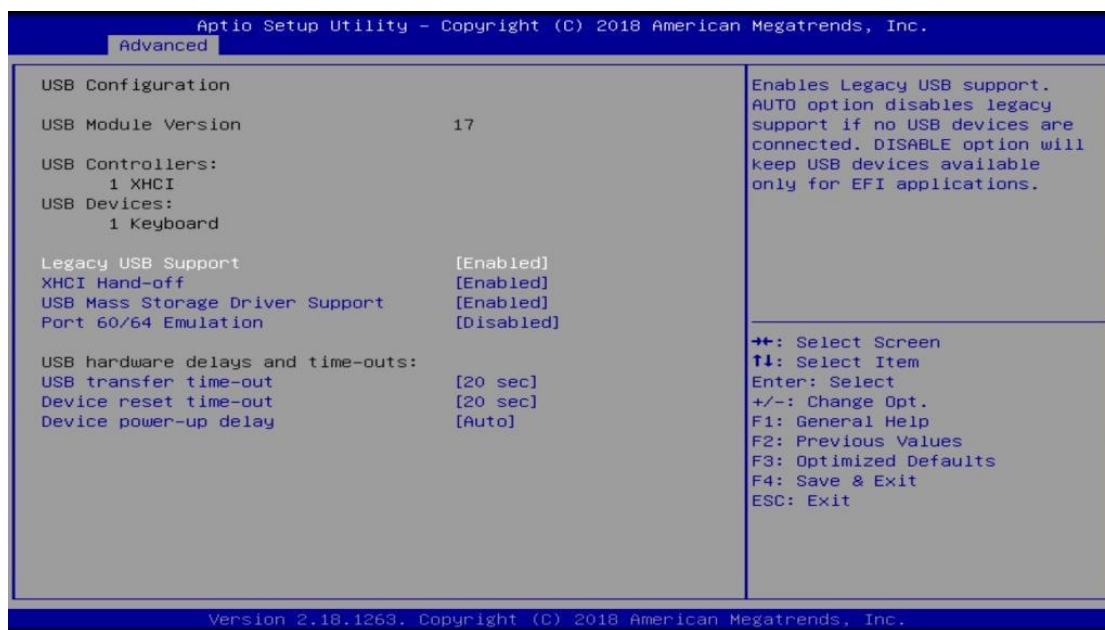 Aptio Setup Utility – Copyright (C) 2018 American Megatrends, Inc.
Advanced
USB Configuration
USB Module Version 17
USB Controllers:
1 XHCI
USB Devices:
1 Keyboard
Legacy USB Support [Enabled]
XHCI Hand-off [Enabled]
USB Mass Storage Driver Support [Enabled]
Port 60/64 Emulation [Disabled]
USB hardware delays and time-outs:
USB transfer time-out [20 sec]
Device reset time-out [20 sec]
Device power-up delay [Auto]
Enables Legacy USB support.
AUTO option disables legacy
support if no USB devices are
connected. DISABLE option will
keep USB devices available
only for EFI applications.
→←: Select Screen
↑↓: Select Item
Enter: Select
+/-: Change Opt.
F1: General Help
F2: Previous Values
F3: Optimized Defaults
F4: Save & Exit
ESC: Exit
Version 2.18.1263. Copyright (C) 2018 American Megatrends, Inc.